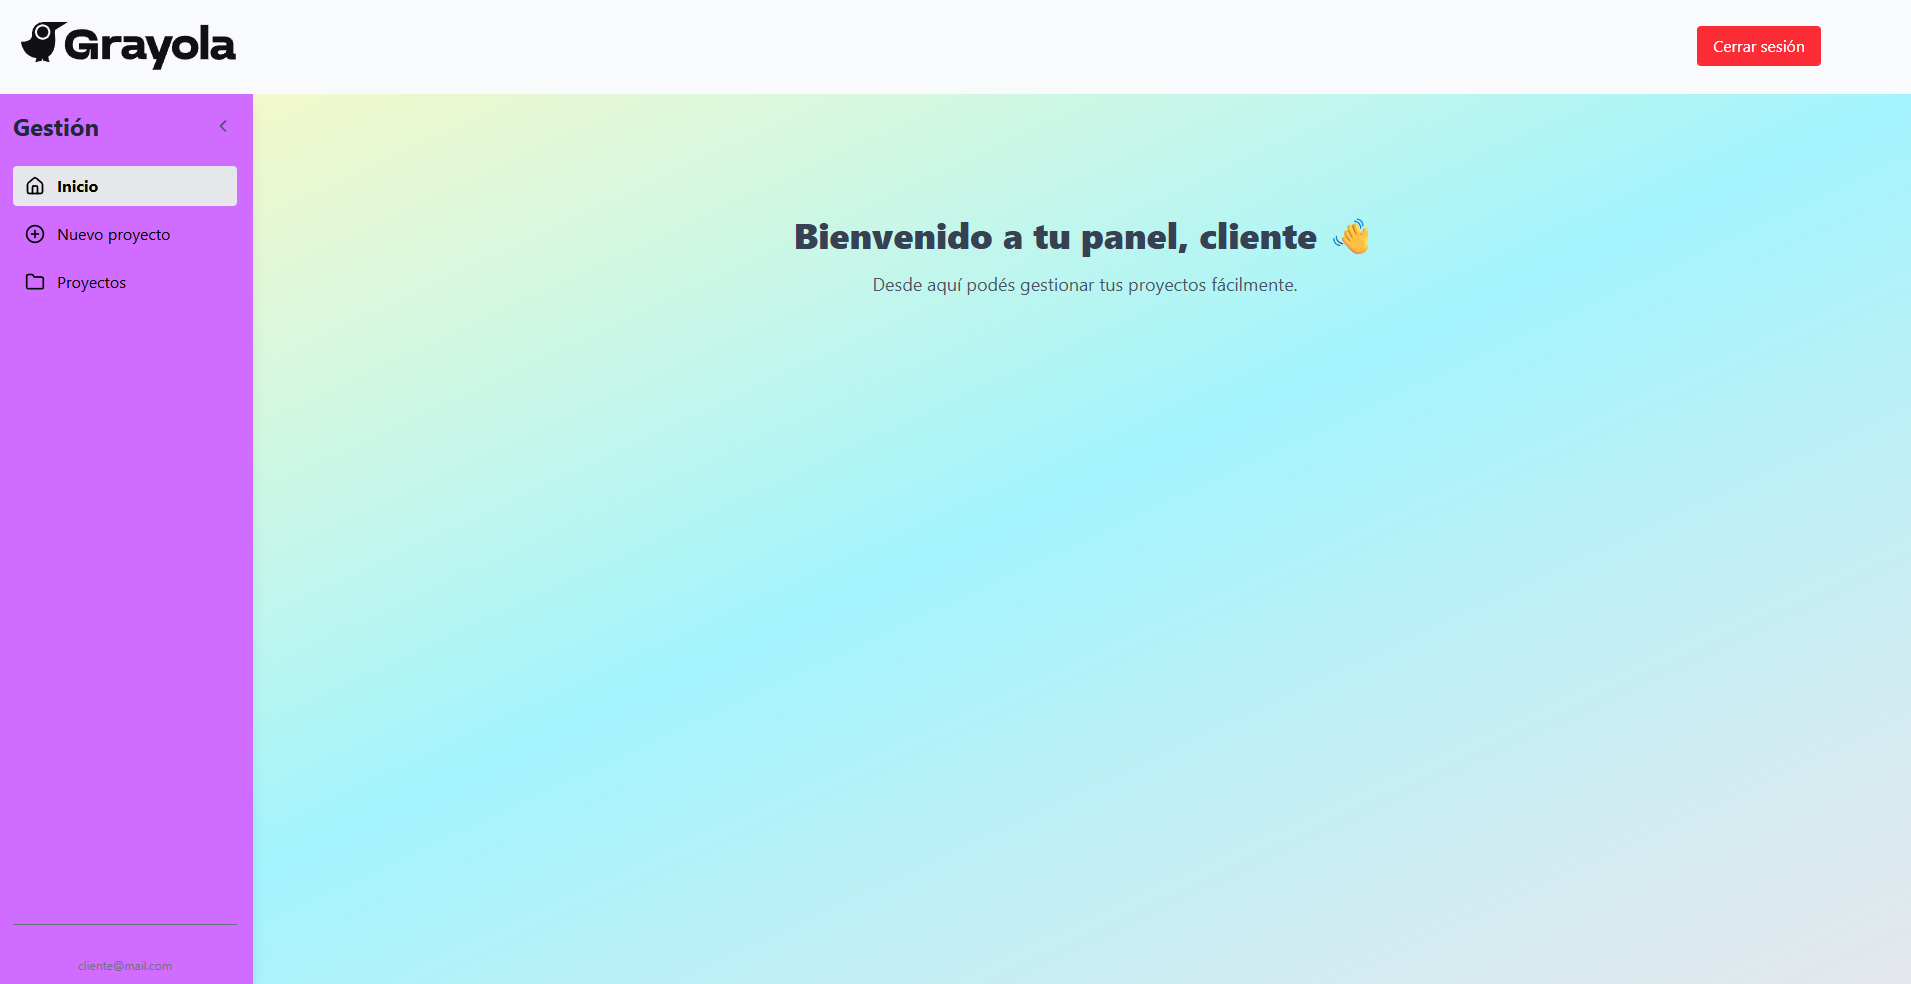 Grayola
Cerrar sesión
Gestión
Inicio
Nuevo proyecto
Proyectos
Bienvenido a tu panel, cliente 👋
Desde aquí podés gestionar tus proyectos fácilmente.
cliente@mail.com